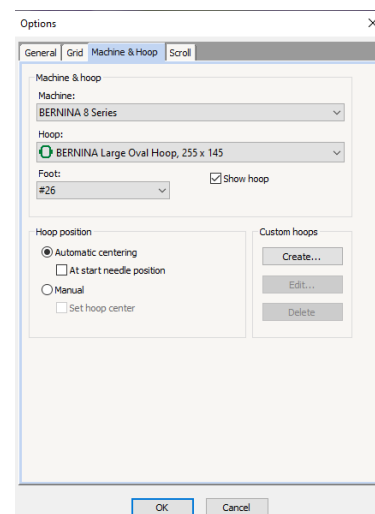 Options
General Grid Machine & Hoop Scroll
Machine & hoop
Machine:
BERNINA 8 Series
Hoop:
BERNINA Large Oval Hoop, 255 x 145
Foot:
#26
Show hoop
Hoop position
Automatic centering
At start needle position
Manual
Set hoop center
Custom hoops
Create...
Edit...
Delete
OK Cancel